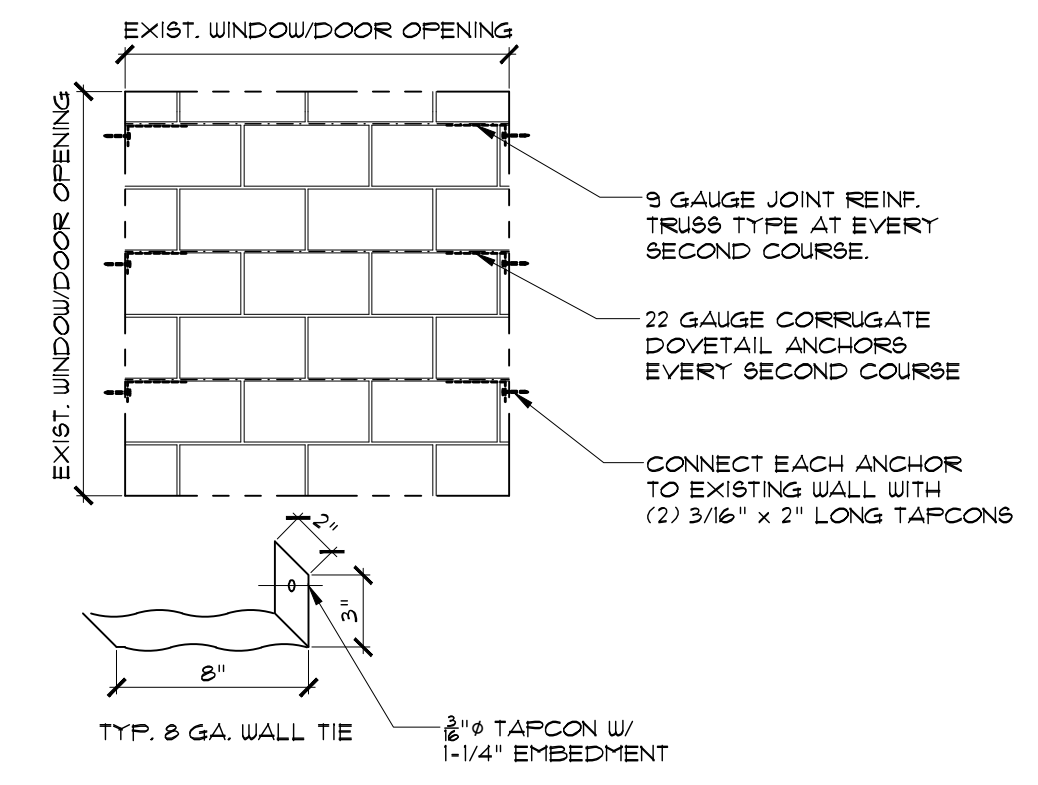 EXIST. WINDOW/DOOR OPENING
EXIST. WINDOW/DOOR OPENING
9 GAUGE JOINT REINF.
TRUSS TYPE AT EVERY
SECOND COURSE.
22 GAUGE CORRUGATE
DOVETAIL ANCHORS
EVERY SECOND COURSE
CONNECT EACH ANCHOR
TO EXISTING WALL WITH
(2) 3/16" x 2" LONG TAPCONS
2"
3"
8"
TYP. 8 GA. WALL TIE
3/16"ø TAPCON W/
1-1/4" EMBEDMENT